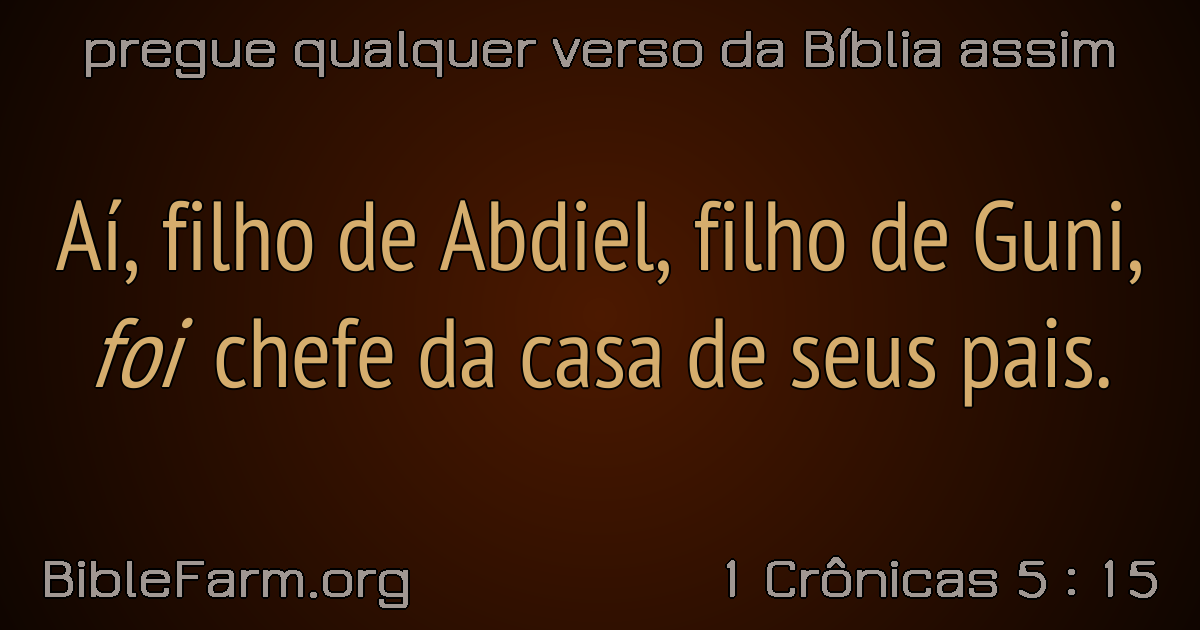 pregue qualquer verso da Bíblia assim
Aí, filho de Abdiel, filho de Guni,
foi chefe da casa de seus pais.
BibleFarm.org
1 Crônicas 5 : 15